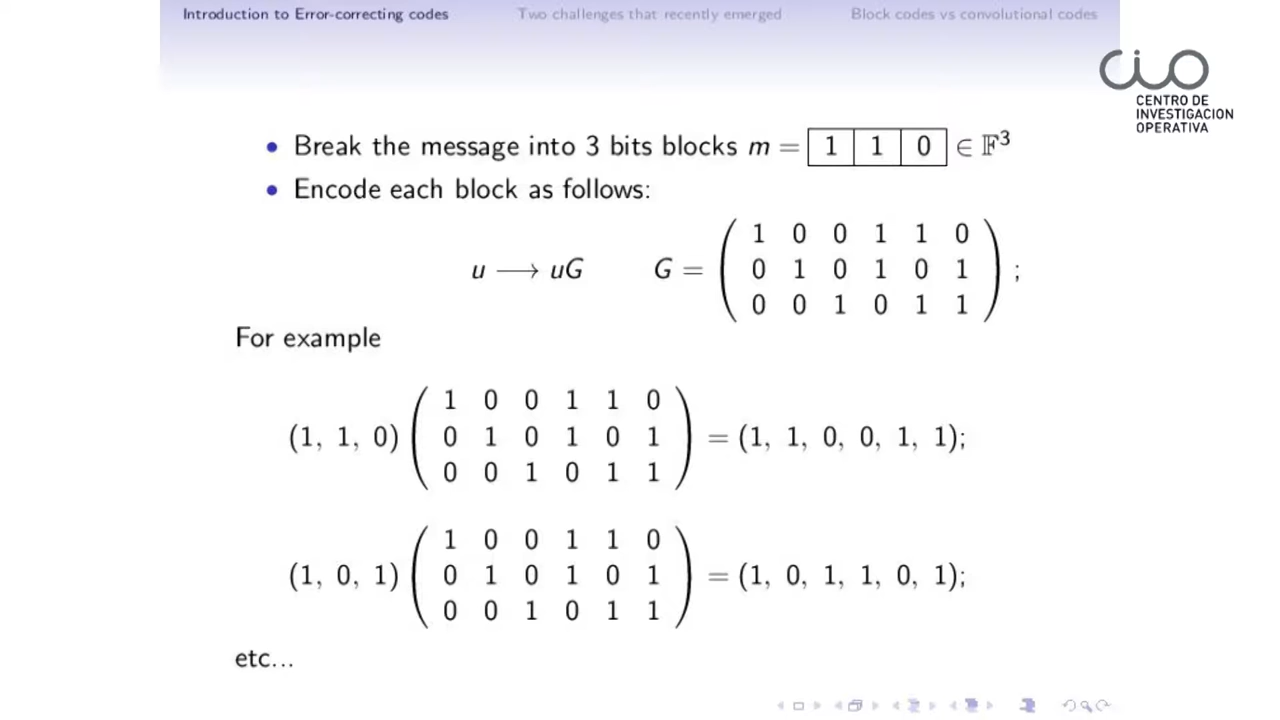 Introduction to Error-correcting codes Two challenges that recently emerged Block codes vs convolutional codes
CIO
CENTRO DE
INVESTIGACION
OPERATIVA
• Break the message into 3 bits blocks m = 1 1 0 ∈ 𝔽³
• Encode each block as follows:
u ⟶ uG G = ( 1 0 0 1 1 0
0 1 0 1 0 1
0 0 1 0 1 1 ) ;
For example
(1, 1, 0) ( 1 0 0 1 1 0
0 1 0 1 0 1
0 0 1 0 1 1 ) = (1, 1, 0, 0, 1, 1);
(1, 0, 1) ( 1 0 0 1 1 0
0 1 0 1 0 1
0 0 1 0 1 1 ) = (1, 0, 1, 1, 0, 1);
etc...